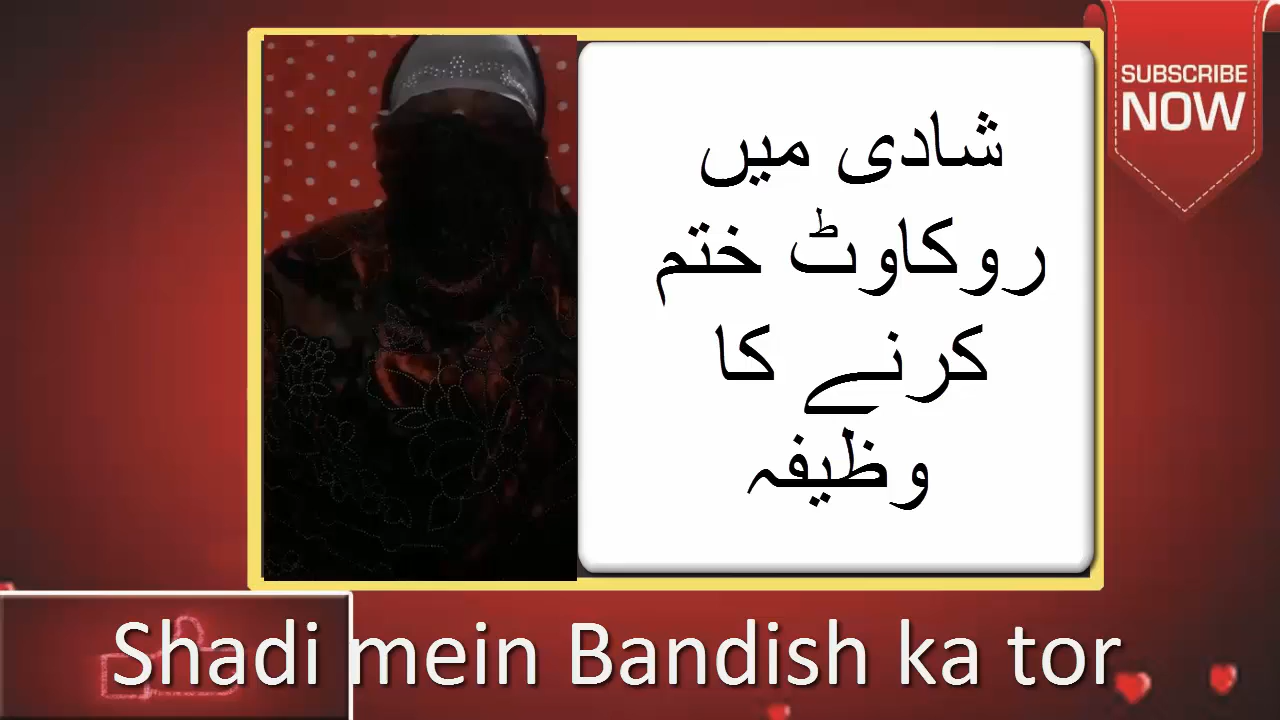 شادی میں
روکاوٹ ختم
کرنے کا
وظیفہ
SUBSCRIBE
NOW
Shadi mein Bandish ka tor